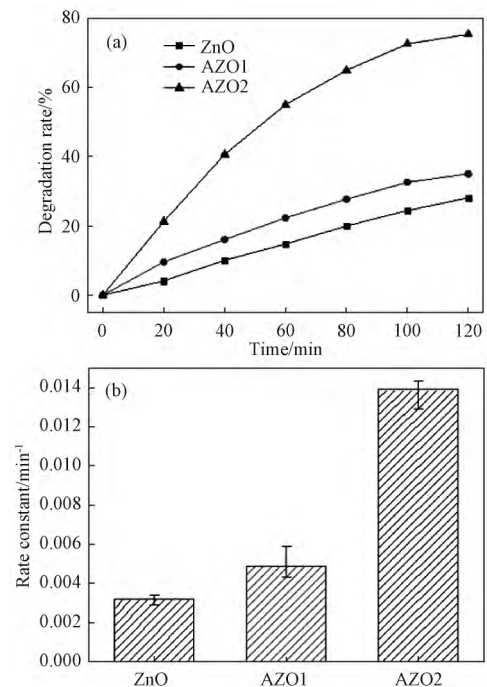 (a)
ZnO
AZO1
AZO2
Degradation rate/%
80
60
40
20
0
0 20 40 60 80 100 120
Time/min
(b)
Rate constant/min⁻¹
0.014
0.012
0.010
0.008
0.006
0.004
0.002
0.000
ZnO AZO1 AZO2